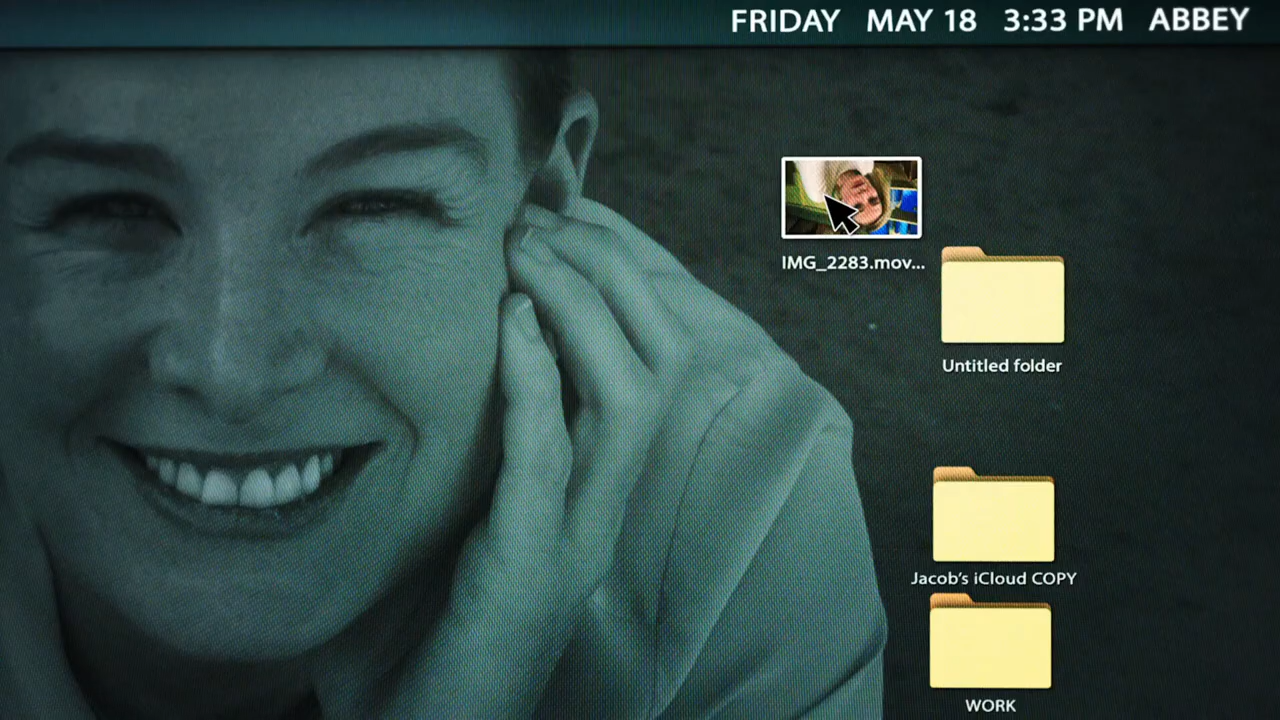 FRIDAY MAY 18 3:33 PM ABBEY
IMG_2283.mov...
Untitled folder
Jacob's iCloud COPY
WORK